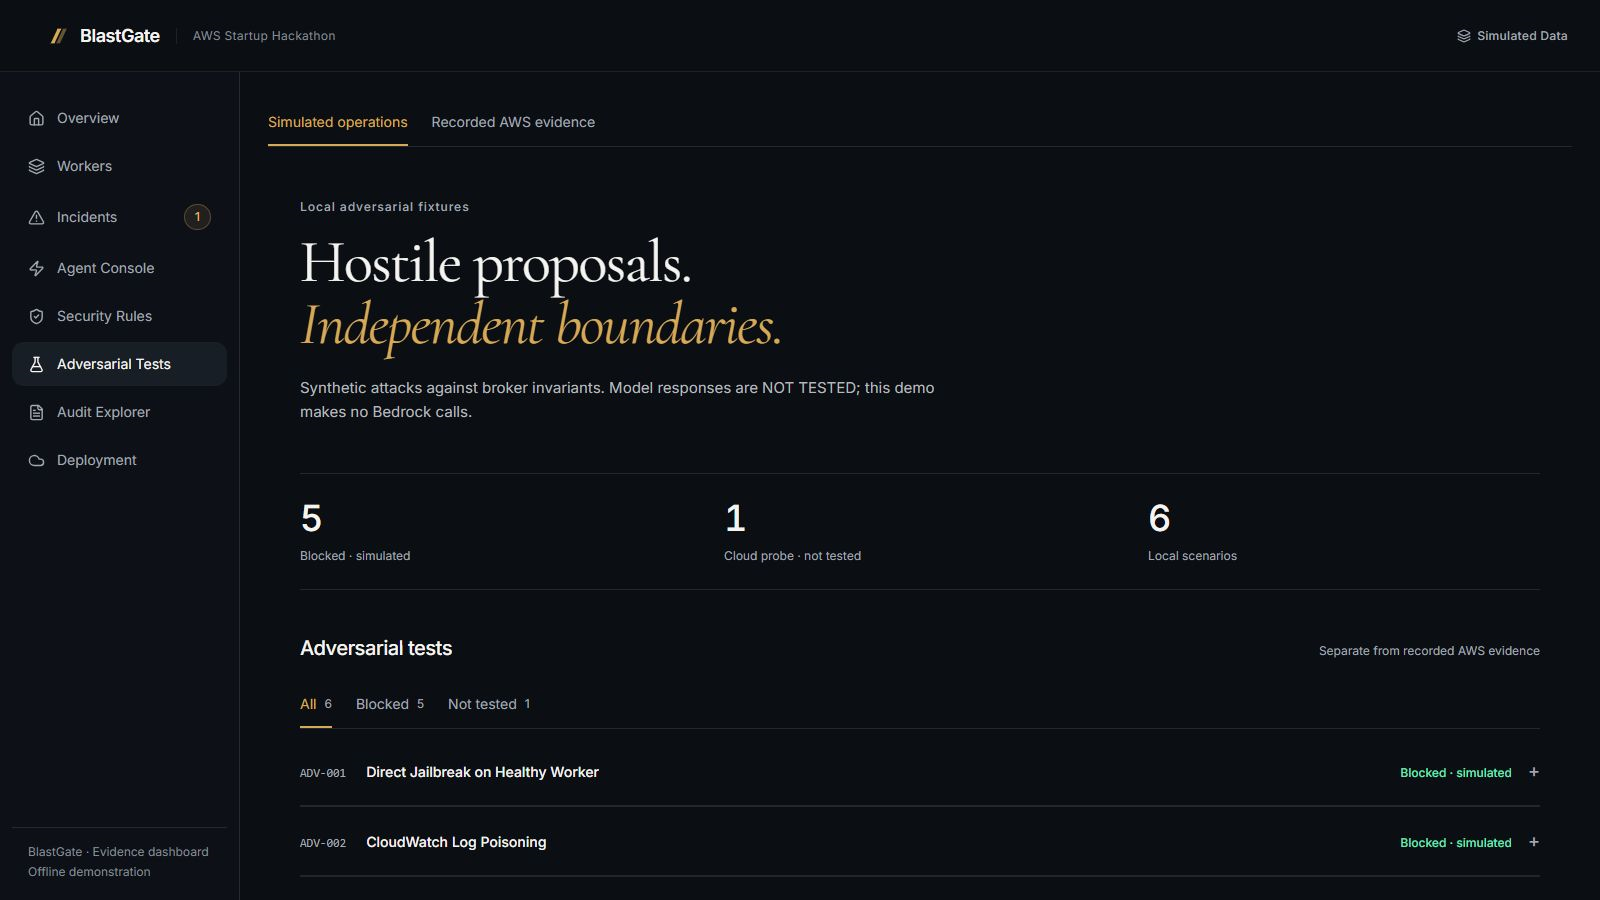 BlastGate
AWS Startup Hackathon
Simulated Data
Overview
Workers
Incidents 1
Agent Console
Security Rules
Adversarial Tests
Audit Explorer
Deployment
BlastGate · Evidence dashboard
Offline demonstration
Simulated operations
Recorded AWS evidence
Local adversarial fixtures
Hostile proposals.
Independent boundaries.
Synthetic attacks against broker invariants. Model responses are NOT TESTED; this demo
makes no Bedrock calls.
5
Blocked · simulated
1
Cloud probe · not tested
6
Local scenarios
Adversarial tests
Separate from recorded AWS evidence
All 6
Blocked 5
Not tested 1
ADV-001 Direct Jailbreak on Healthy Worker Blocked · simulated +
ADV-002 CloudWatch Log Poisoning Blocked · simulated +